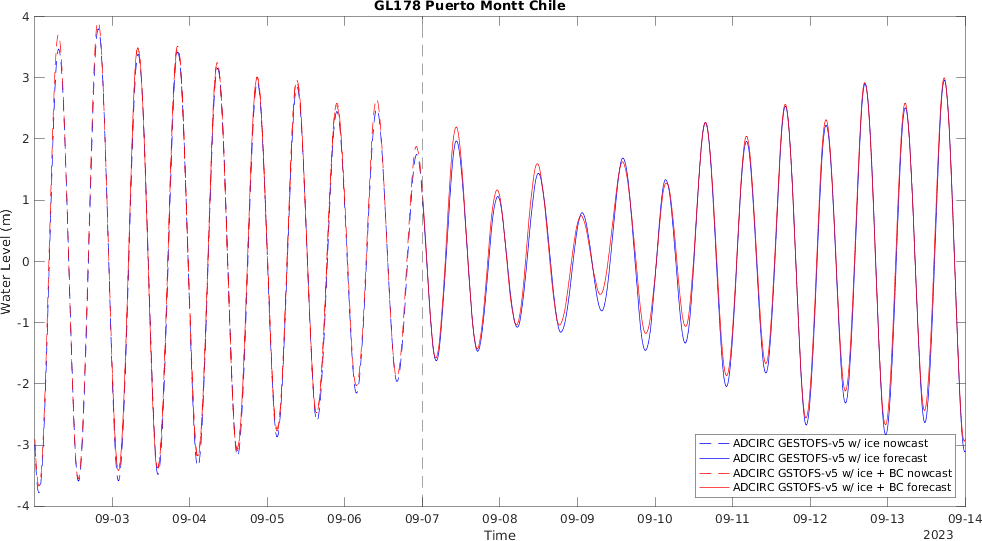 GL178 Puerto Montt Chile
4
3
2
1
0
-1
-2
-3
-4
Water Level (m)
ADCIRC GESTOFS-v5 w/ ice nowcast
ADCIRC GESTOFS-v5 w/ ice forecast
ADCIRC GSTOFS-v5 w/ ice + BC nowcast
ADCIRC GSTOFS-v5 w/ ice + BC forecast
09-03 09-04 09-05 09-06 09-07 09-08 09-09 09-10 09-11 09-12 09-13 09-14
Time
2023